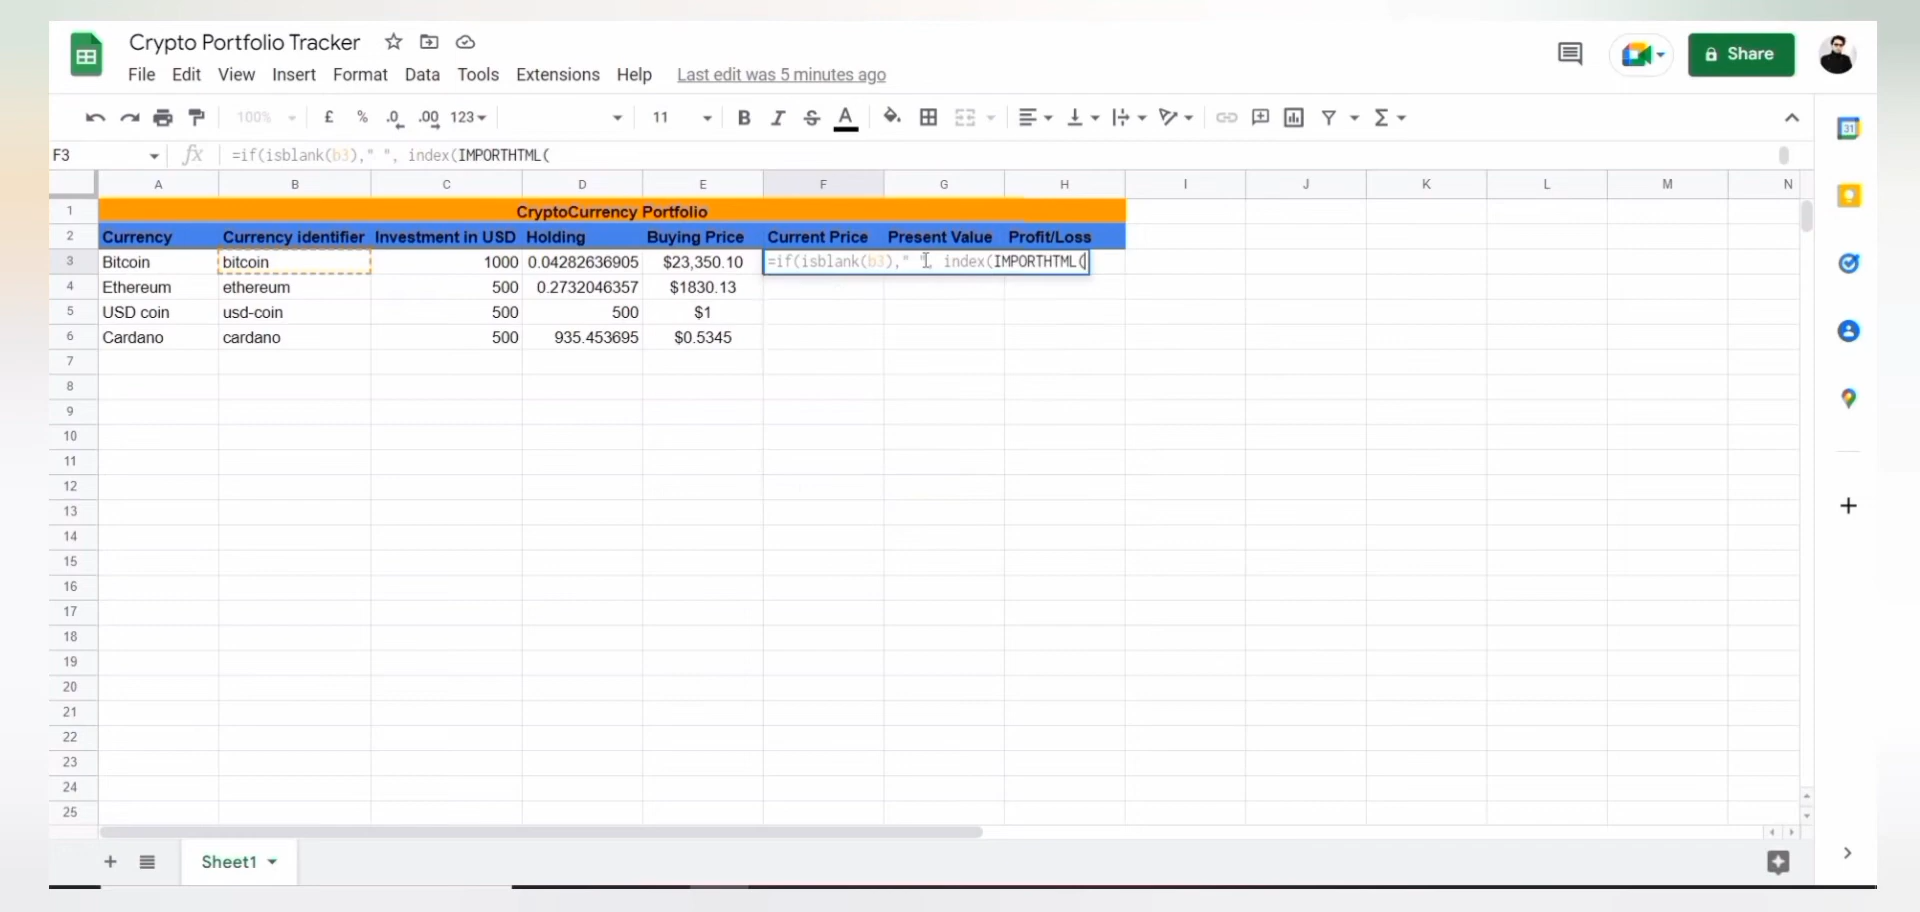 Crypto Portfolio Tracker
File Edit View Insert Format Data Tools Extensions Help Last edit was 5 minutes ago
Share
100% £ % .0 .00 123 11 B I S A Σ
31
F3 fx =if(isblank(b3)," ", index(IMPORTHTML(
A B C D E F G H I J K L M N
1 CryptoCurrency Portfolio
2 Currency Currency identifier Investment in USD Holding Buying Price Current Price Present Value Profit/Loss
3 Bitcoin bitcoin 1000 0.04282636905 $23,350.10 =if(isblank(b3)," ", index(IMPORTHTML(
4 Ethereum ethereum 500 0.2732046357 $1830.13
5 USD coin usd-coin 500 500 $1
6 Cardano cardano 500 935.453695 $0.5345
7
8
9
10
11
12
13
14
15
16
17
18
19
20
21
22
23
24
25
Sheet1